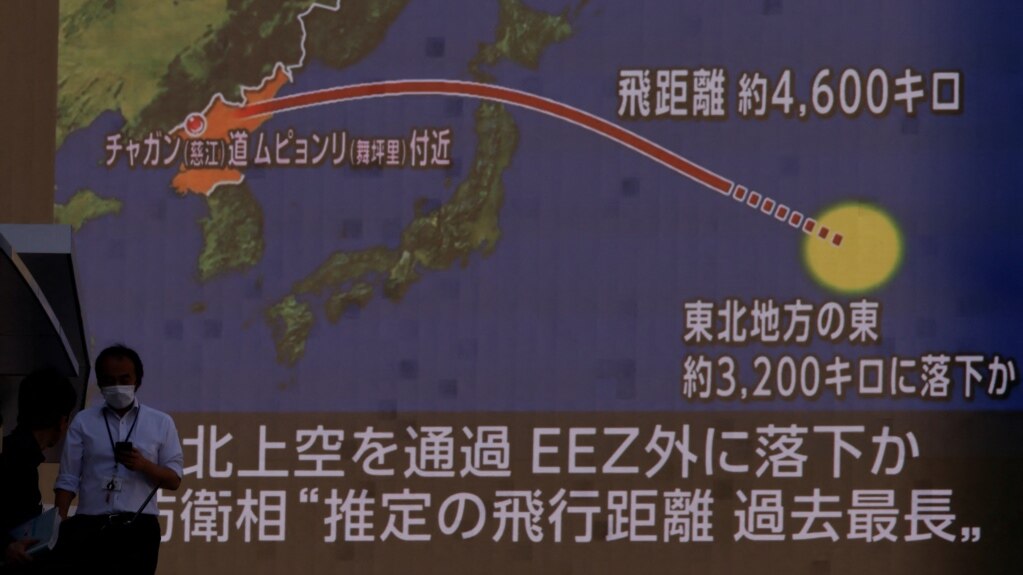 飛距離 約4,600キロ
チャガン(慈江)道 ムピョンリ(舞坪里)付近
東北地方の東
約3,200キロに落下か
北上空を通過 EEZ外に落下か
衛相“推定の飛行距離 過去最長„